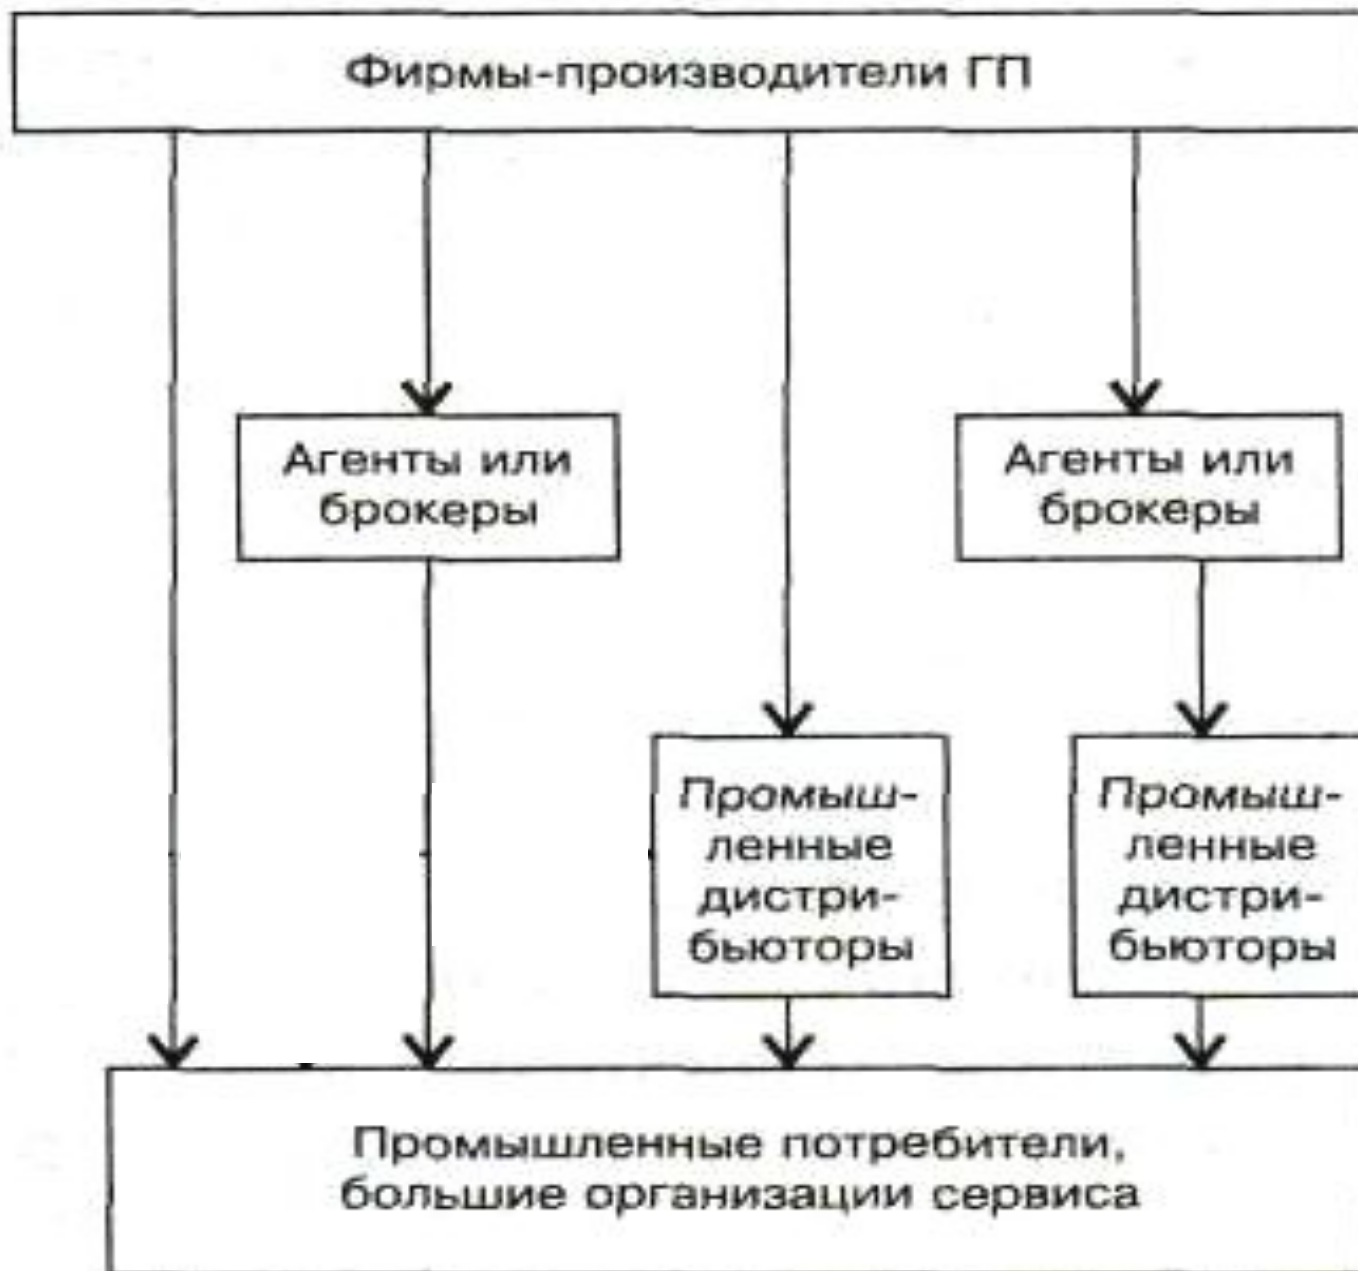 Фирмы-производители ГП
Агенты или
брокеры
Агенты или
брокеры
Промыш-
ленные
дистри-
бьюторы
Промыш-
ленные
дистри-
бьюторы
Промышленные потребители,
большие организации сервиса